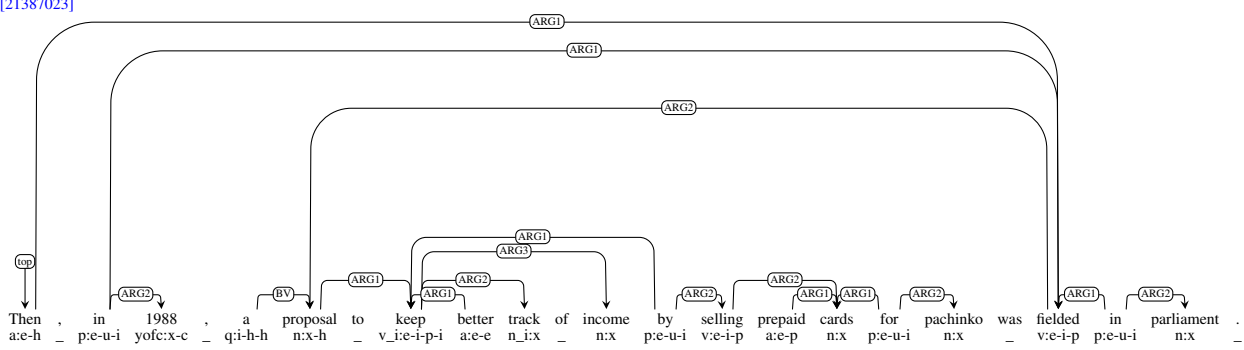 [21387023]
ARG1
ARG1
ARG2
ARG1
ARG3
top
ARG2 BV ARG1 ARG1 ARG2 ARG2 ARG2 ARG1 ARG1 ARG2 ARG1 ARG2
Then , in 1988 , a proposal to keep better track of income by selling prepaid cards for pachinko was fielded in parliament .
a:e-h _ p:e-u-i yofc:x-c _ q:i-h-h n:x-h _ v_i:e-i-p-i a:e-e n_i:x _ n:x p:e-u-i v:e-i-p a:e-p n:x p:e-u-i n:x _ v:e-i-p p:e-u-i n:x _